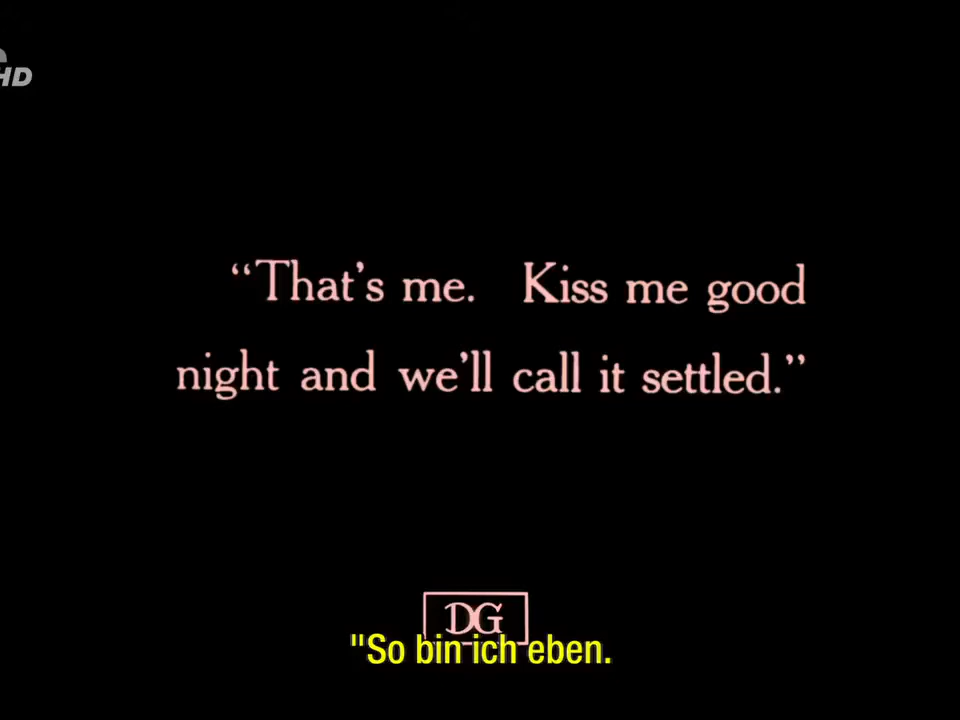 HD
“That’s me. Kiss me good
night and we’ll call it settled.”
DG
"So bin ich eben.